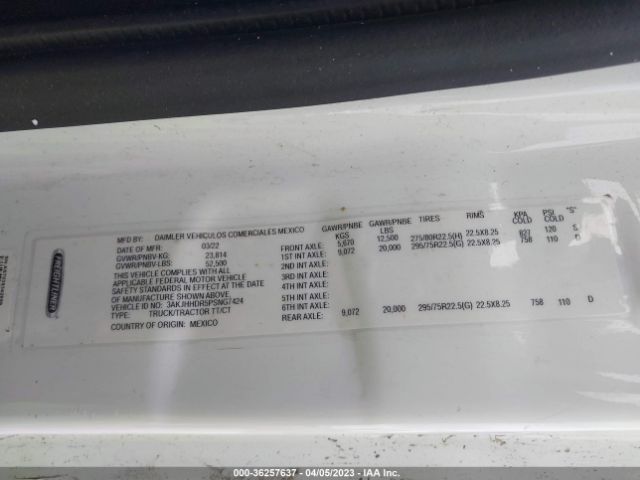 FREIGHTLINER
MFD BY: DAIMLER VEHICULOS COMERCIALES MEXICO
DATE OF MFR: 03/22
GVWR/PNBV-KG: 23,814
GVWR/PNBV-LBS: 52,500
THIS VEHICLE COMPLIES WITH ALL
APPLICABLE FEDERAL MOTOR VEHICLE
SAFETY STANDARDS IN EFFECT AT THE DATE
OF MANUFACTURE SHOWN ABOVE.
VEHICLE ID #: 3AKJHHDR5PSNG7424
TYPE: TRUCK/TRACTOR TT/CT
COUNTRY OF ORIGIN: MEXICO
GAWR/PNBE KGS GAWR/PNBE LBS TIRES RIMS KPA COLD PSI COLD S/D
FRONT AXLE: 5,670 12,500 275/80R22.5(H) 22.5X8.25 827 120 S
1ST INT AXLE: 9,072 20,000 295/75R22.5(G) 22.5X8.25 758 110 D
2ND INT AXLE:
3RD INT AXLE:
4TH INT AXLE:
5TH INT AXLE:
6TH INT AXLE:
REAR AXLE: 9,072 20,000 295/75R22.5(G) 22.5X8.25 758 110 D
000-36257637 - 04/05/2023 - IAA Inc.